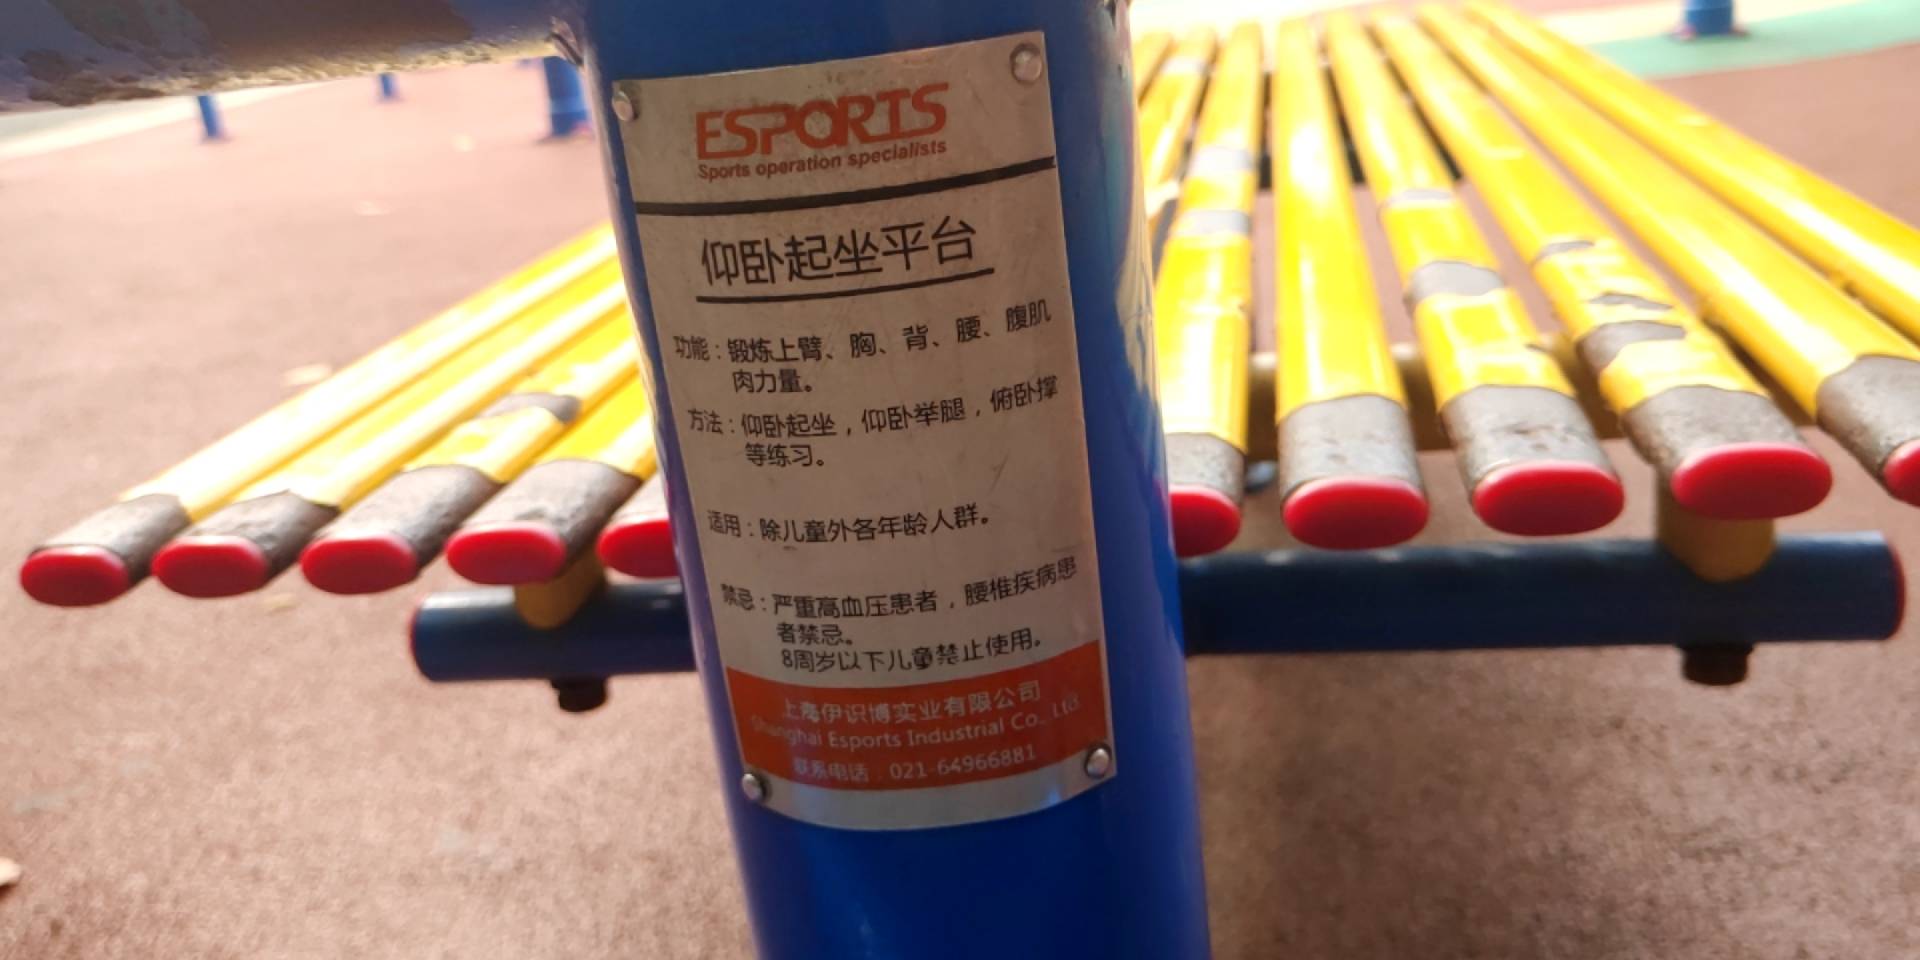 ESPORTS
Sports operation specialists
仰卧起坐平台
功能：锻炼上臂、胸、背、腰、腹肌
肉力量。
方法：仰卧起坐，仰卧举腿，俯卧撑
等练习。
适用：除儿童外各年龄人群。
禁忌：严重高血压患者，腰椎疾病患
者禁忌。
8周岁以下儿童禁止使用。
上海伊识博实业有限公司
Shanghai Esports Industrial Co., Ltd.
联系电话：021-64966881